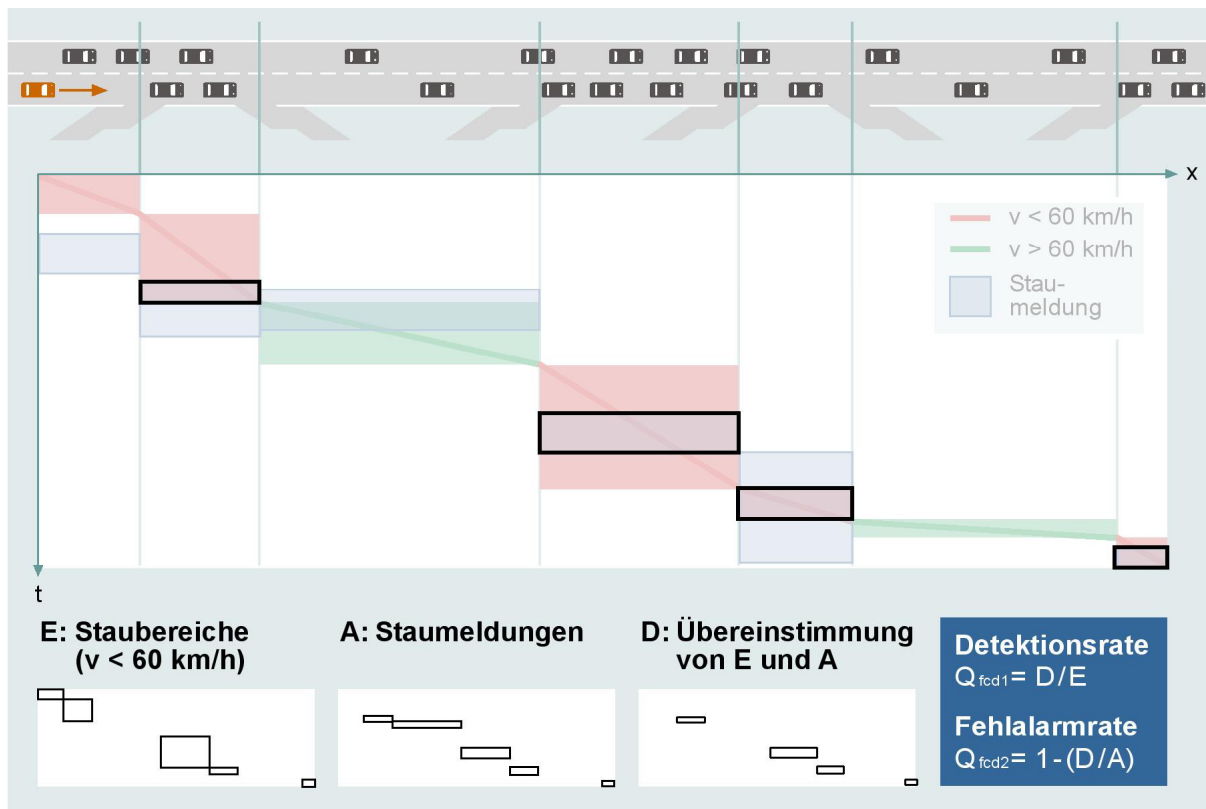 x
v < 60 km/h
v > 60 km/h
Stau-
meldung
t
E: Staubereiche
(v < 60 km/h)
A: Staumeldungen
D: Übereinstimmung
von E und A
Detektionsrate
Qfcd1 = D/E
Fehlalarmrate
Qfcd2 = 1-(D/A)